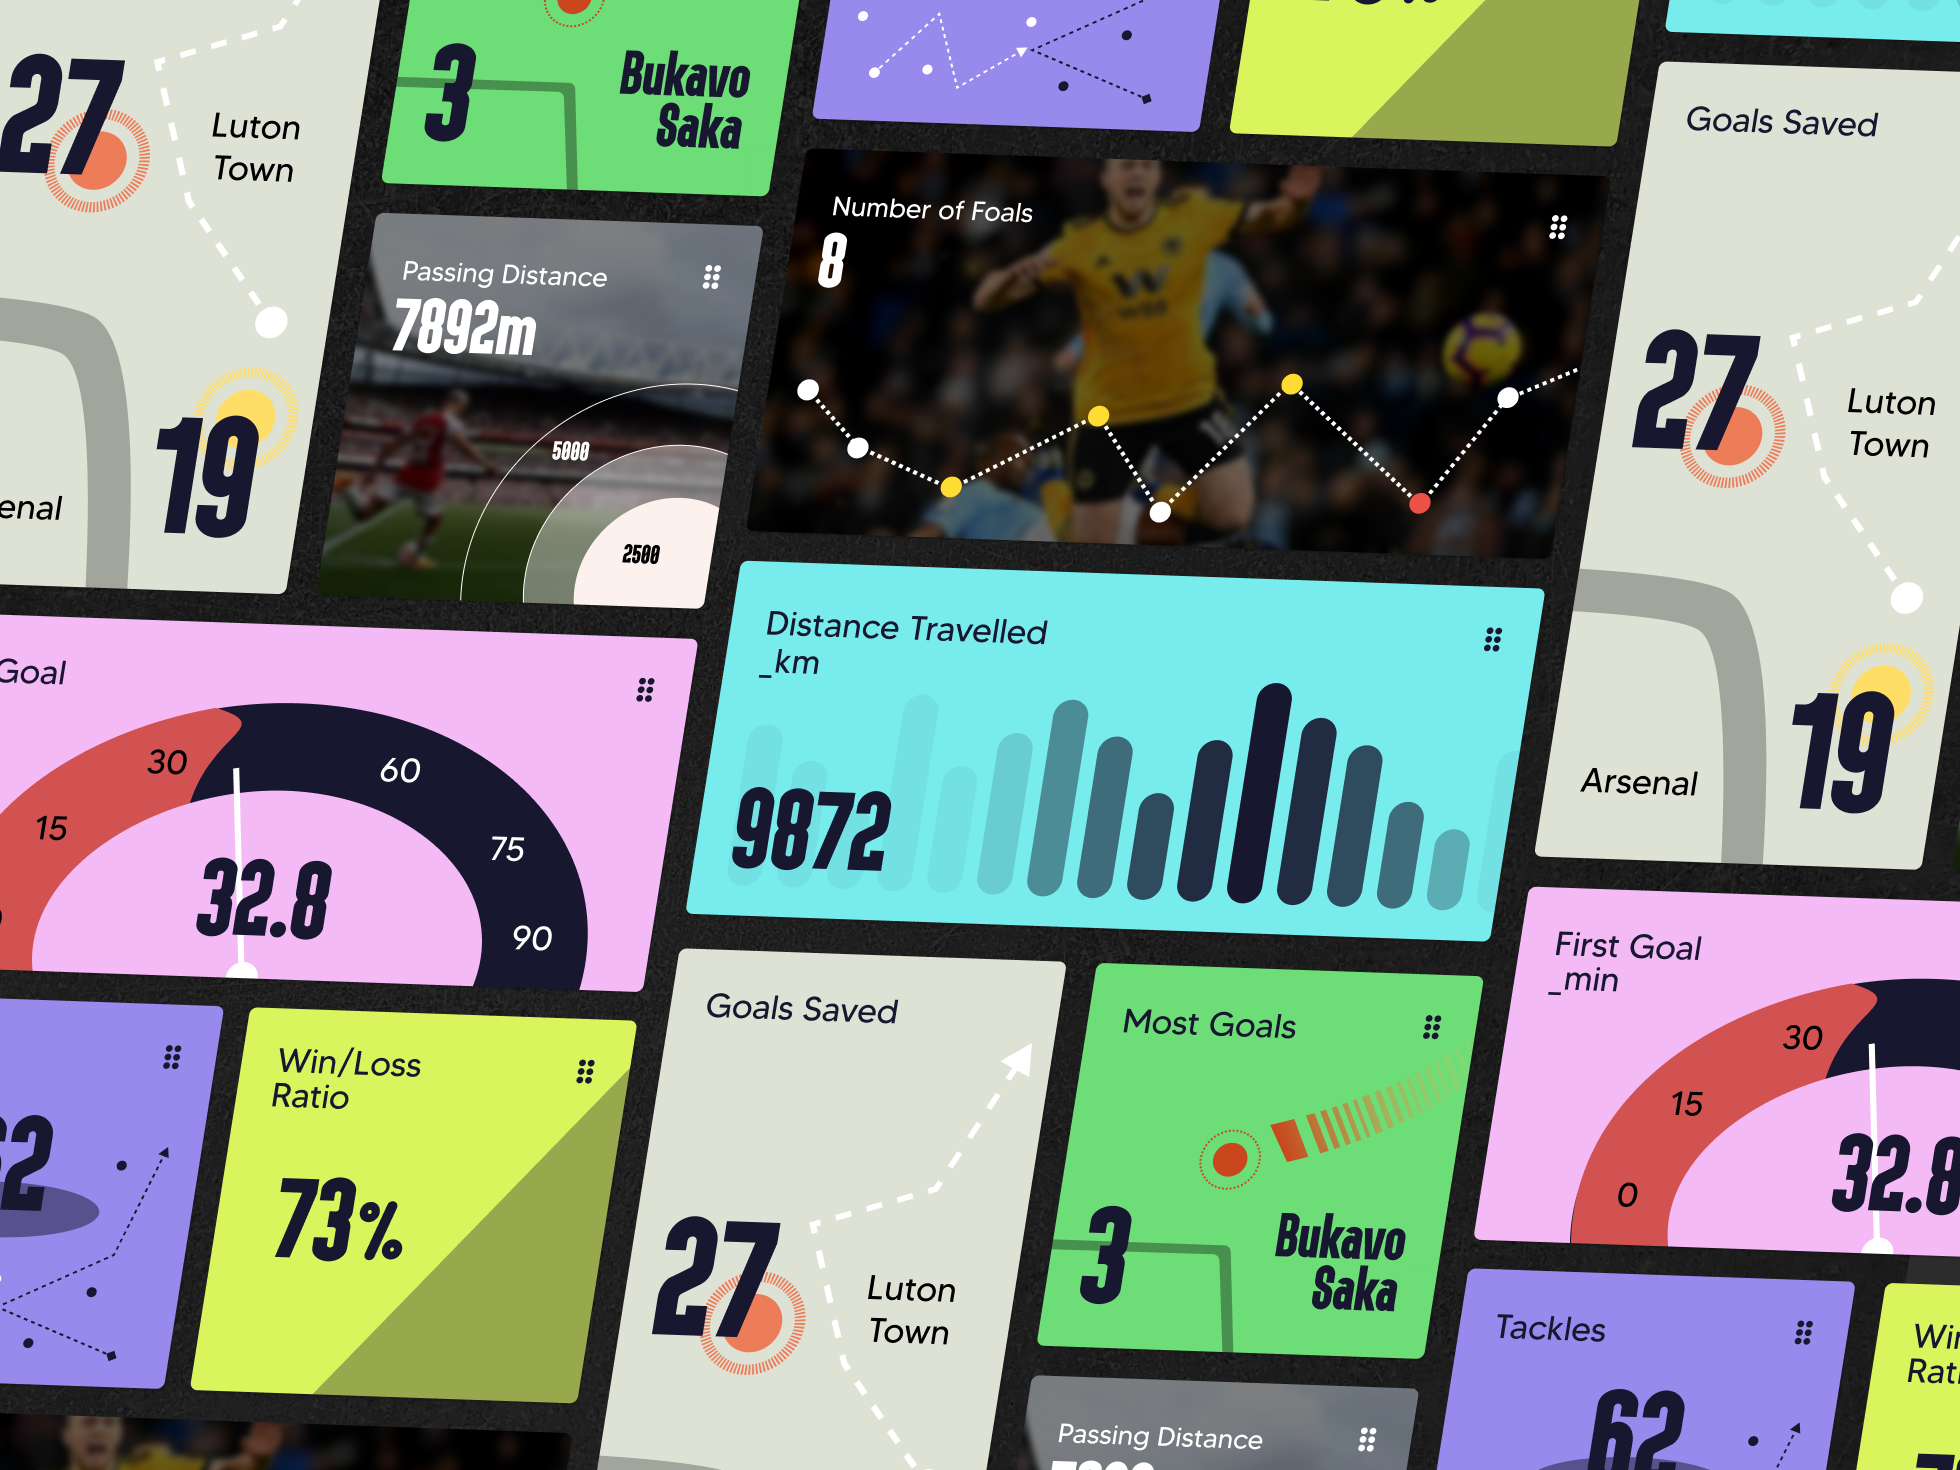 27
Luton
Town
19
enal
3
Bukavo
Saka
Passing Distance
7892m
5000
2500
Number of Foals
8
Goals Saved
27
Luton
Town
Arsenal
19
Goal
15
30
60
75
90
32.8
Distance Travelled
_km
9872
Win/Loss
Ratio
73%
Goals Saved
27
Luton
Town
Most Goals
3
Bukavo
Saka
First Goal
_min
0
15
30
32.8
Passing Distance
Tackles
62